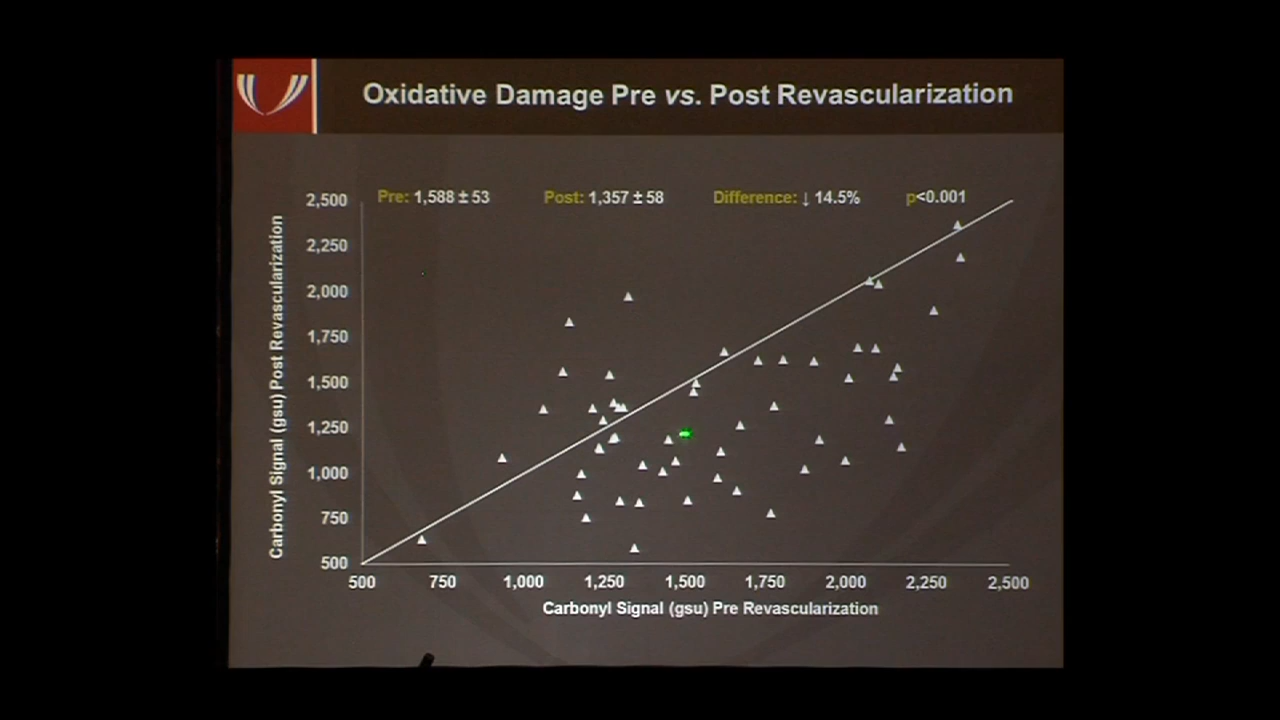 Oxidative Damage Pre vs. Post Revascularization
Pre: 1,588 ± 53 Post: 1,357 ± 58 Difference: ↓ 14.5% p<0.001
Carbonyl Signal (gsu) Post Revascularization
2,500
2,250
2,000
1,750
1,500
1,250
1,000
750
500
500 750 1,000 1,250 1,500 1,750 2,000 2,250 2,500
Carbonyl Signal (gsu) Pre Revascularization